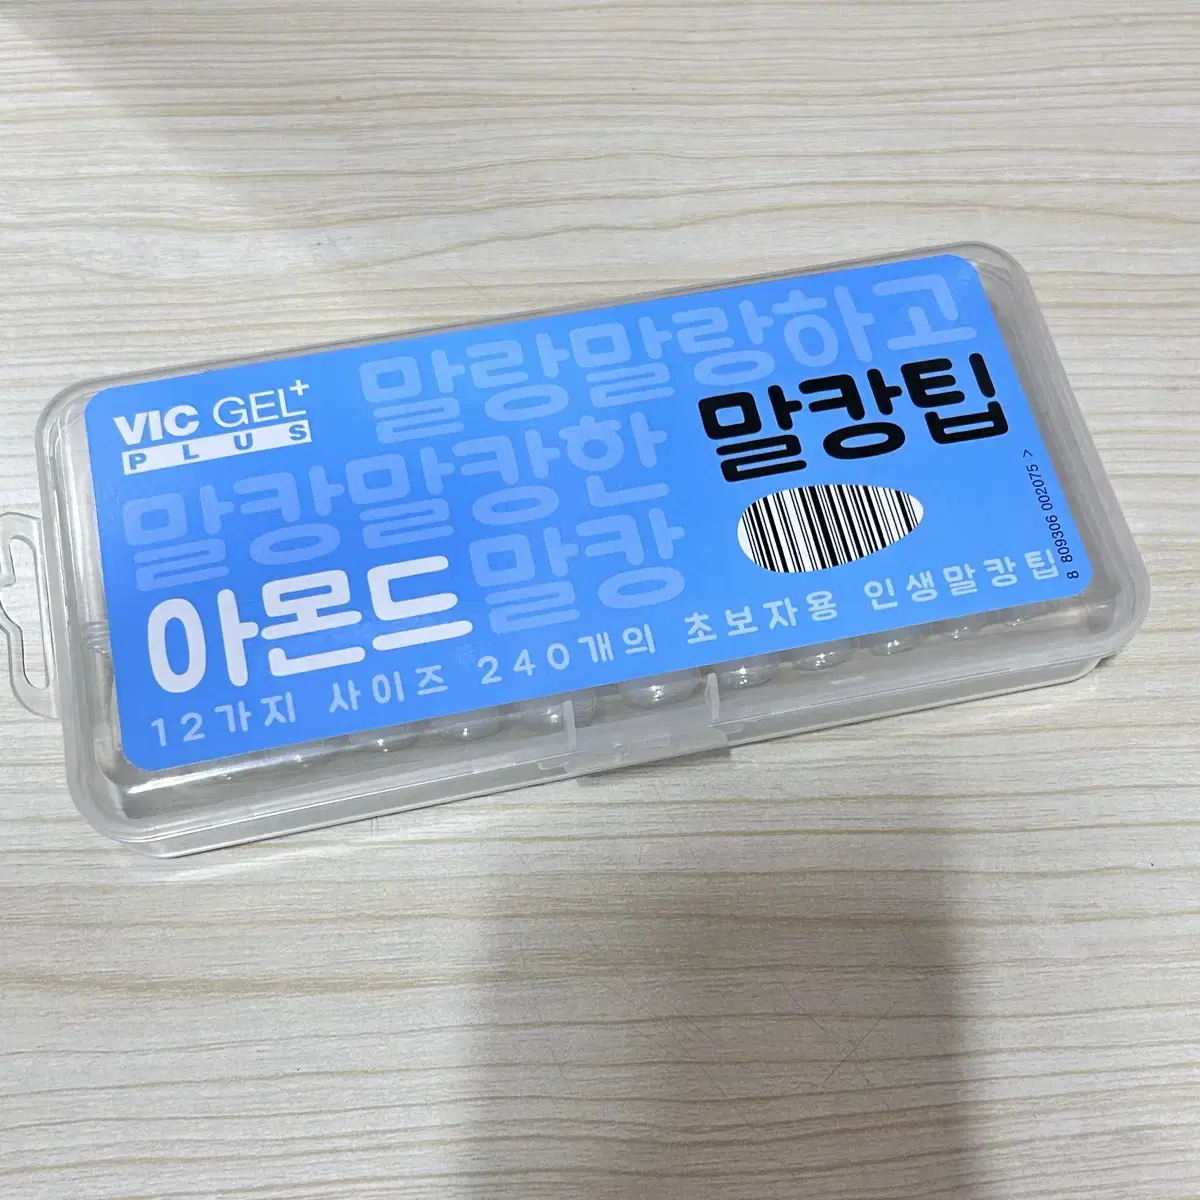 VIC GEL+
PLUS
말랑말랑하고
말캉말캉한
아몬드말캉
말캉팁
8 809306 002075 >
12가지 사이즈 240개의 초보자용 인생말캉팁